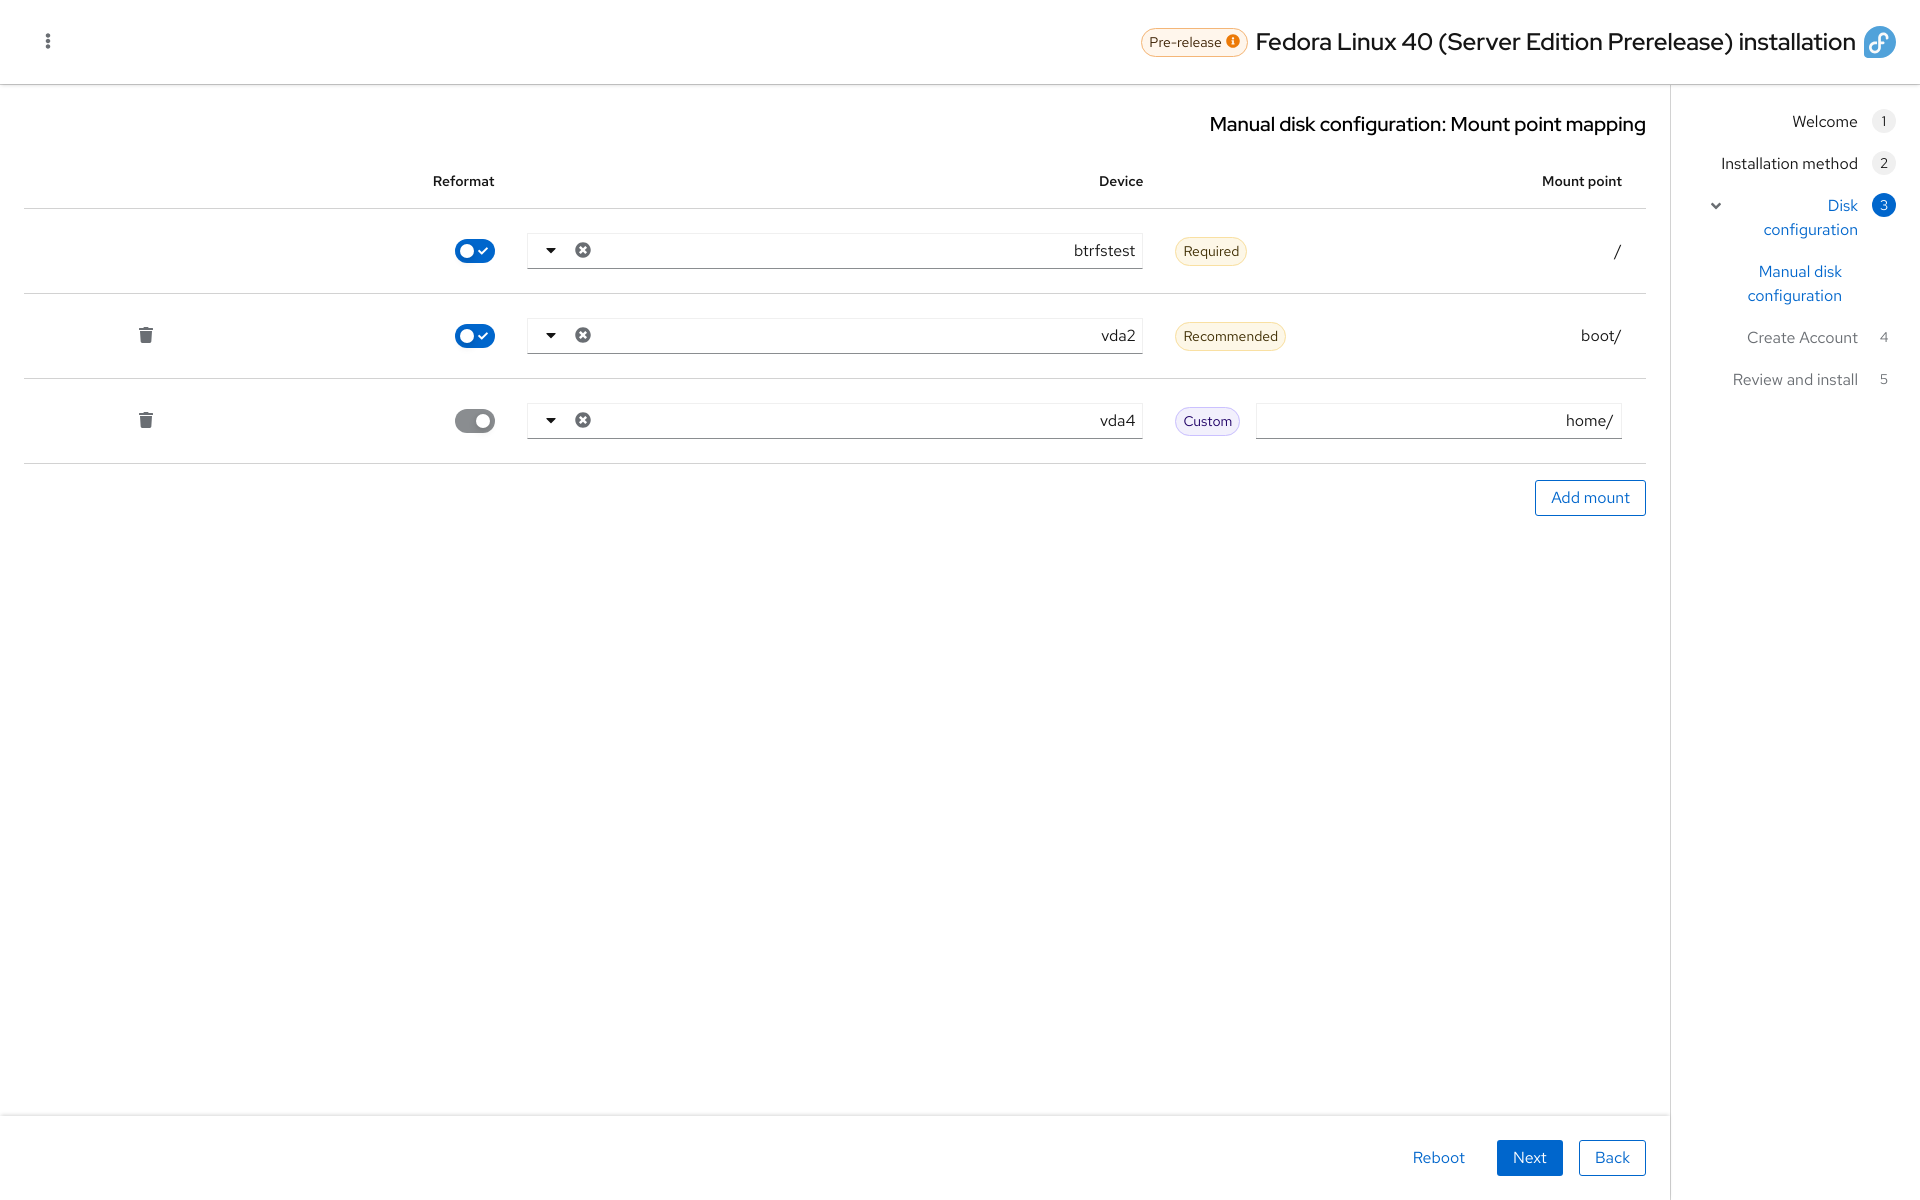 Pre-release Fedora Linux 40 (Server Edition Prerelease) installation
Welcome 1
Installation method 2
Disk 3
configuration
Manual disk
configuration
Create Account 4
Review and install 5
Manual disk configuration: Mount point mapping
Mount point Device Reformat
/ Required btrfstest
boot/ Recommended vda2
home/ Custom vda4
Add mount
Back Next Reboot